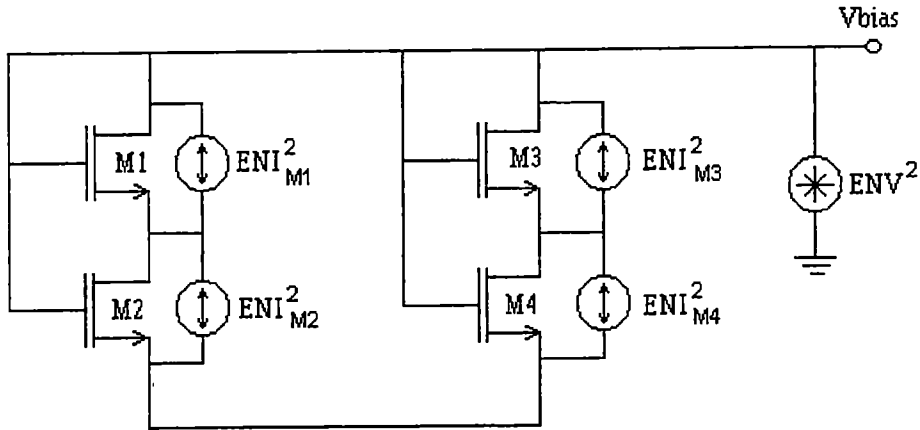 Vbias
M1
ENI²M1
M3
ENI²M3
ENV²
M2
ENI²M2
M4
ENI²M4